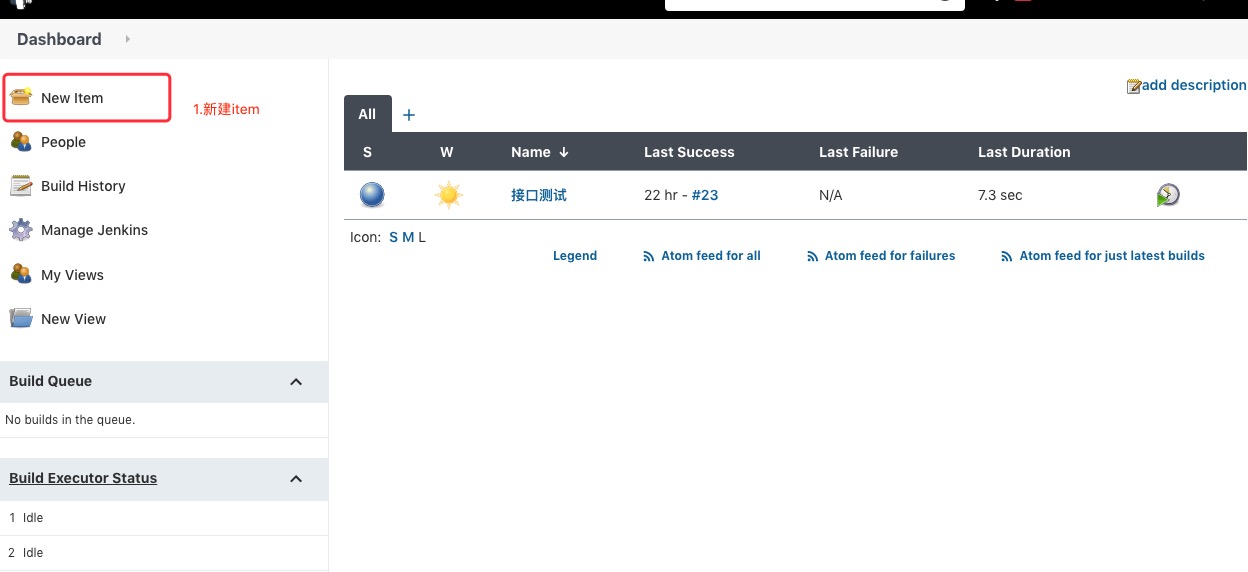 Dashboard
New Item
1.新建item
People
Build History
Manage Jenkins
My Views
New View
Build Queue
No builds in the queue.
Build Executor Status
1 Idle
2 Idle
add description
All +
S W Name ↓ Last Success Last Failure Last Duration
接口测试 22 hr - #23 N/A 7.3 sec
Icon: S M L
Legend Atom feed for all Atom feed for failures Atom feed for just latest builds